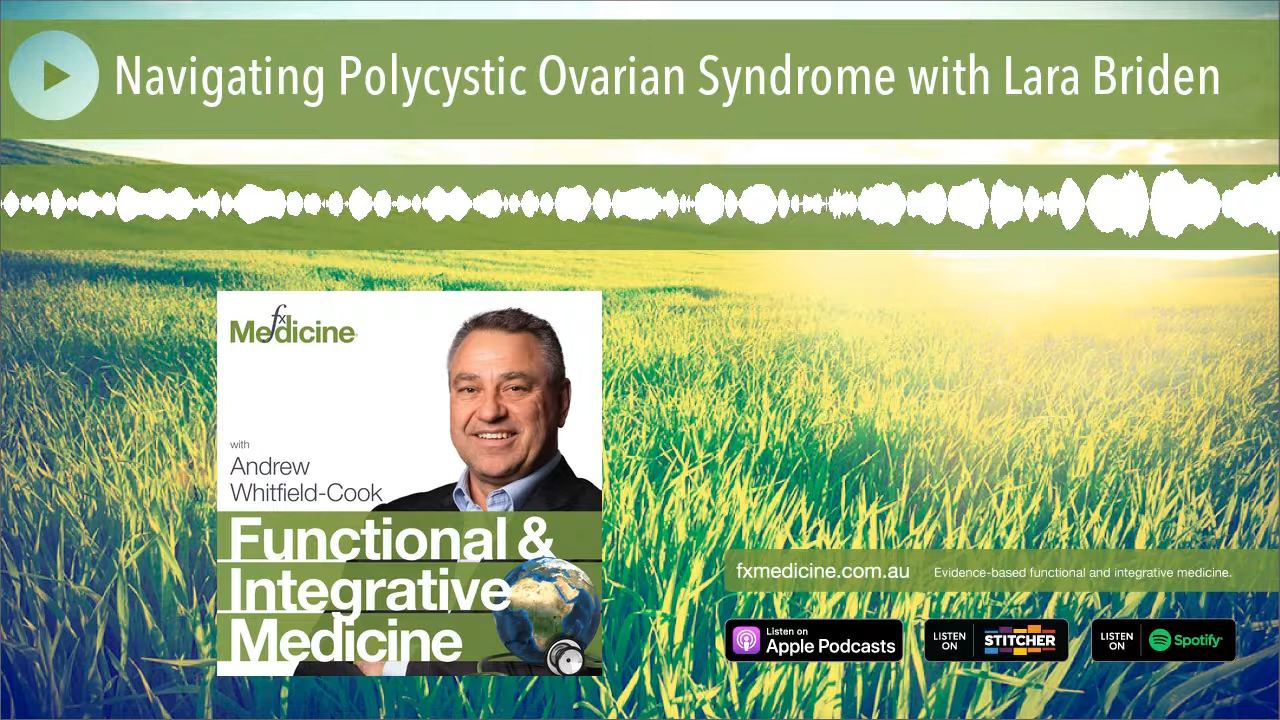 Navigating Polycystic Ovarian Syndrome with Lara Briden
fx
Medicine
with
Andrew
Whitfield-Cook
Functional &
Integrative
Medicine
fxmedicine.com.au
Evidence-based functional and integrative medicine.
Listen on
Apple Podcasts
LISTEN
ON
STITCHER
LISTEN
ON
Spotify